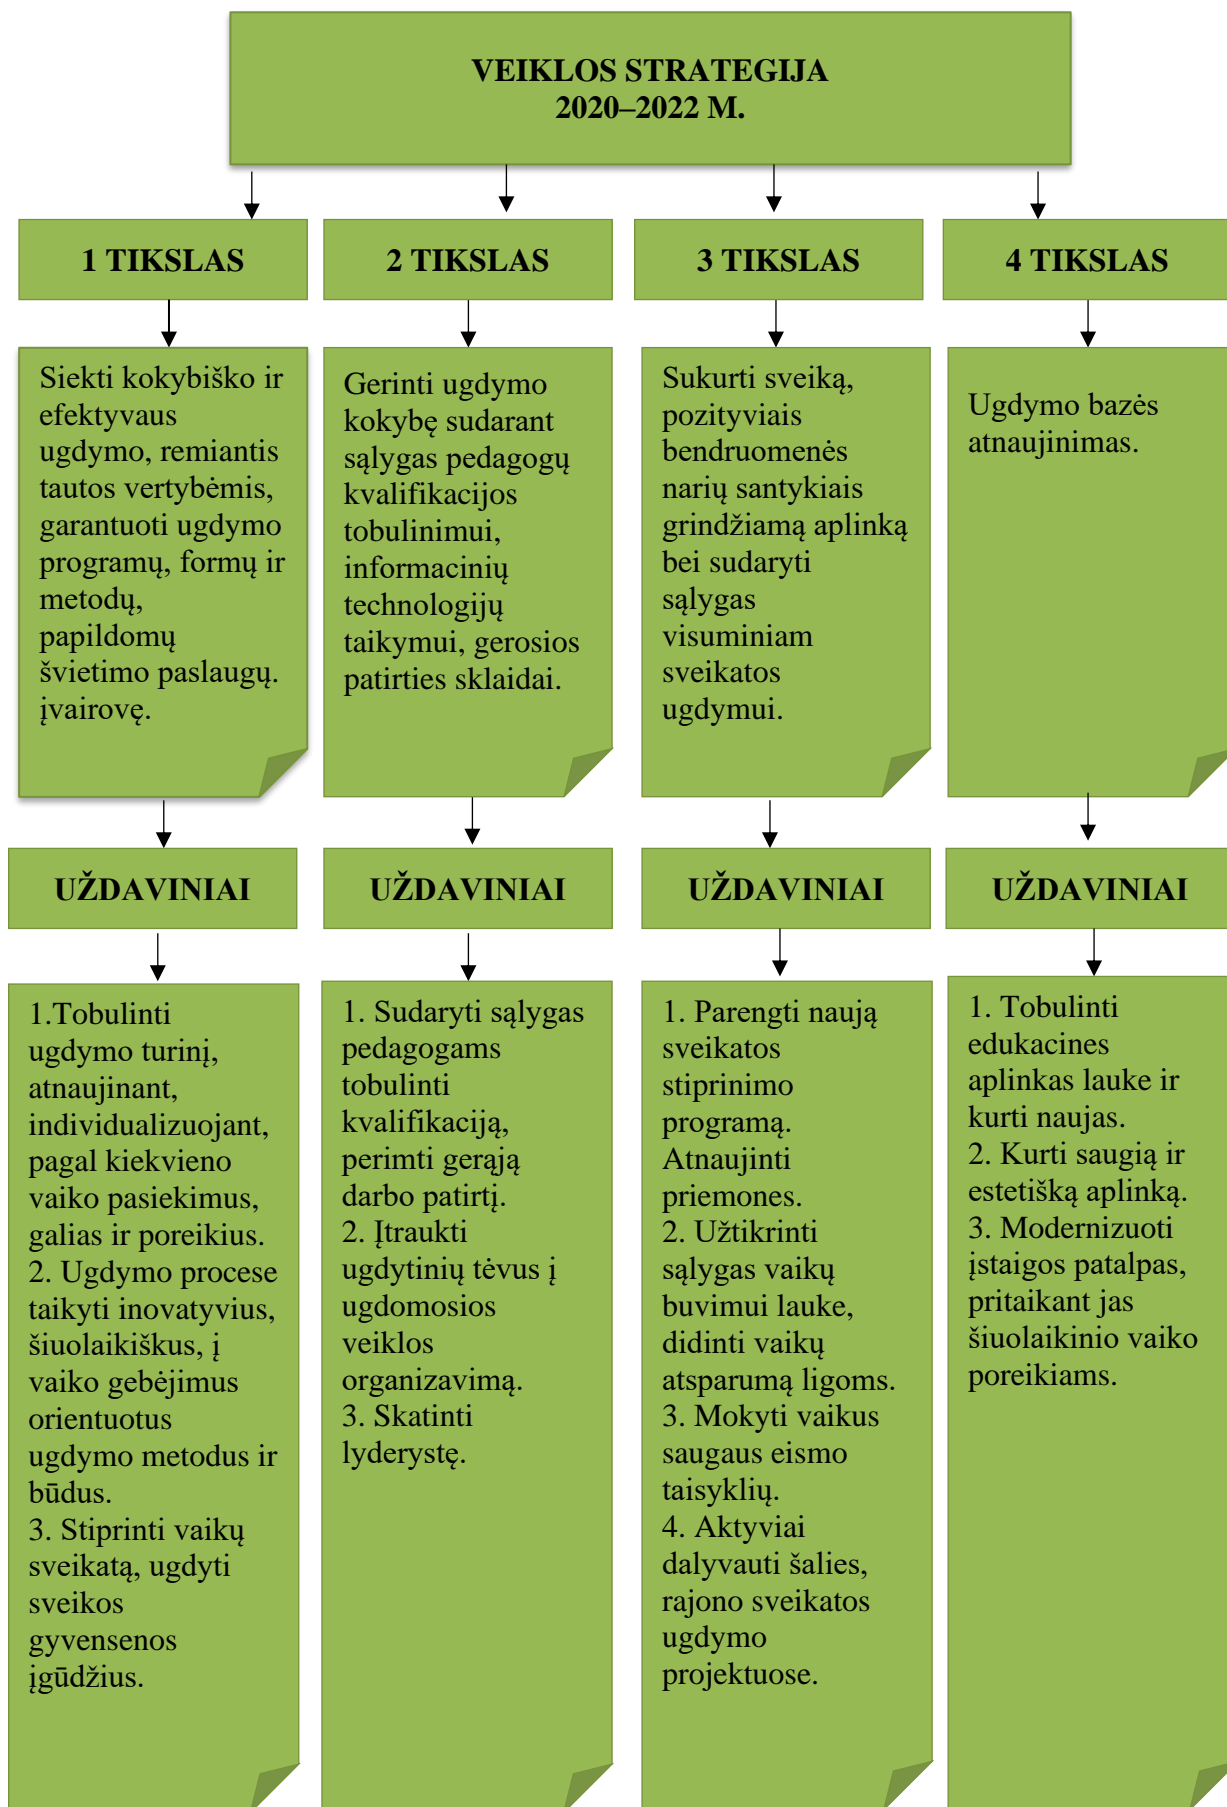 VEIKLOS STRATEGIJA
2020–2022 M.
1 TIKSLAS
2 TIKSLAS
3 TIKSLAS
4 TIKSLAS
Siekti kokybiško ir
efektyvaus
ugdymo, remiantis
tautos vertybėmis,
garantuoti ugdymo
programų, formų ir
metodų,
papildomų
švietimo paslaugų.
įvairovę.
Gerinti ugdymo
kokybę sudarant
sąlygas pedagogų
kvalifikacijos
tobulinimui,
informacinių
technologijų
taikymui, gerosios
patirties sklaidai.
Sukurti sveiką,
pozityviais
bendruomenės
narių santykiais
grindžiamą aplinką
bei sudaryti
sąlygas
visuminiam
sveikatos
ugdymui.
Ugdymo bazės
atnaujinimas.
UŽDAVINIAI
UŽDAVINIAI
UŽDAVINIAI
UŽDAVINIAI
1.Tobulinti
ugdymo turinį,
atnaujinant,
individualizuojant,
pagal kiekvieno
vaiko pasiekimus,
galias ir poreikius.
2. Ugdymo procese
taikyti inovatyvius,
šiuolaikiškus, į
vaiko gebėjimus
orientuotus
ugdymo metodus ir
būdus.
3. Stiprinti vaikų
sveikatą, ugdyti
sveikos
gyvensenos
įgūdžius.
1. Sudaryti sąlygas
pedagogams
tobulinti
kvalifikaciją,
perimti gerąją
darbo patirtį.
2. Įtraukti
ugdytinių tėvus į
ugdomosios
veiklos
organizavimą.
3. Skatinti
lyderystę.
1. Parengti naują
sveikatos
stiprinimo
programą.
Atnaujinti
priemones.
2. Užtikrinti
sąlygas vaikų
buvimui lauke,
didinti vaikų
atsparumą ligoms.
3. Mokyti vaikus
saugaus eismo
taisyklių.
4. Aktyviai
dalyvauti šalies,
rajono sveikatos
ugdymo
projektuose.
1. Tobulinti
edukacines
aplinkas lauke ir
kurti naujas.
2. Kurti saugią ir
estetišką aplinką.
3. Modernizuoti
įstaigos patalpas,
pritaikant jas
šiuolaikinio vaiko
poreikiams.